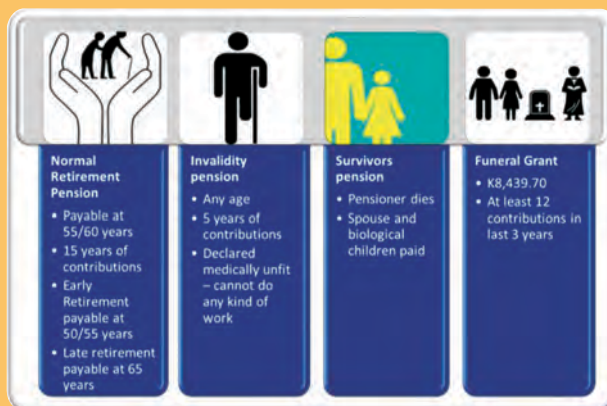 Normal
Retirement
Pension
• Payable at
55/60 years
• 15 years of
contributions
• Early
Retirement
payable at
50/55 years
• Late retirement
payable at 65
years
Invalidity
pension
• Any age
• 5 years of
contributions
• Declared
medically unfit
– cannot do
any kind of
work
Survivors
pension
• Pensioner dies
• Spouse and
biological
children paid
Funeral Grant
• K8,439.70
• At least 12
contributions in
last 3 years